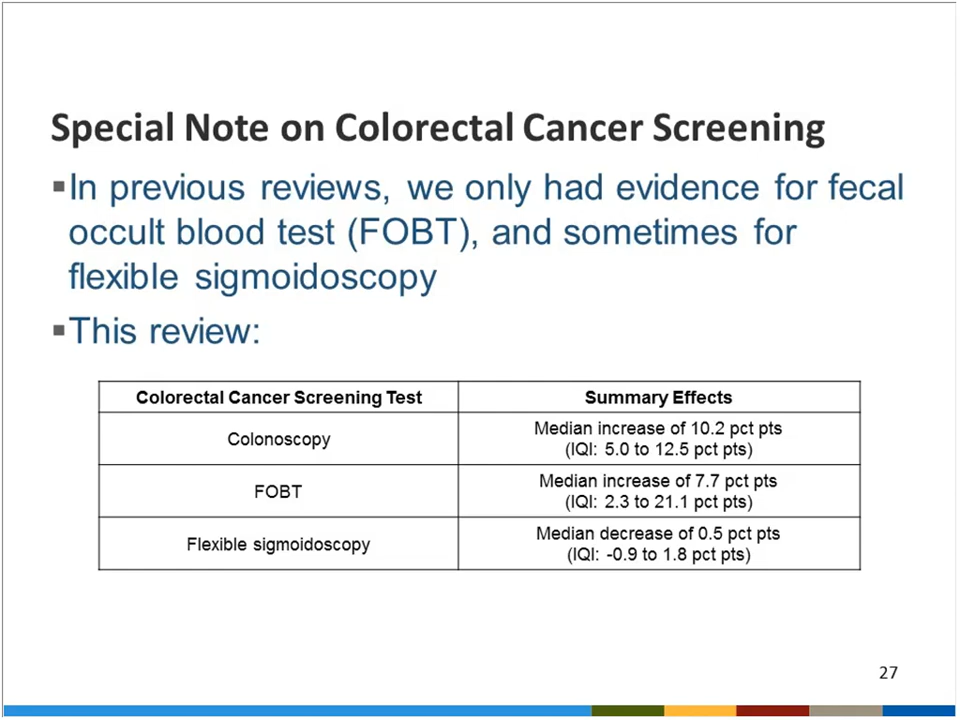 Special Note on Colorectal Cancer Screening
▪In previous reviews, we only had evidence for fecal
occult blood test (FOBT), and sometimes for
flexible sigmoidoscopy
▪This review:
Colorectal Cancer Screening Test Summary Effects
Colonoscopy
Median increase of 10.2 pct pts
(IQI: 5.0 to 12.5 pct pts)
FOBT
Median increase of 7.7 pct pts
(IQI: 2.3 to 21.1 pct pts)
Flexible sigmoidoscopy
Median decrease of 0.5 pct pts
(IQI: -0.9 to 1.8 pct pts)
27